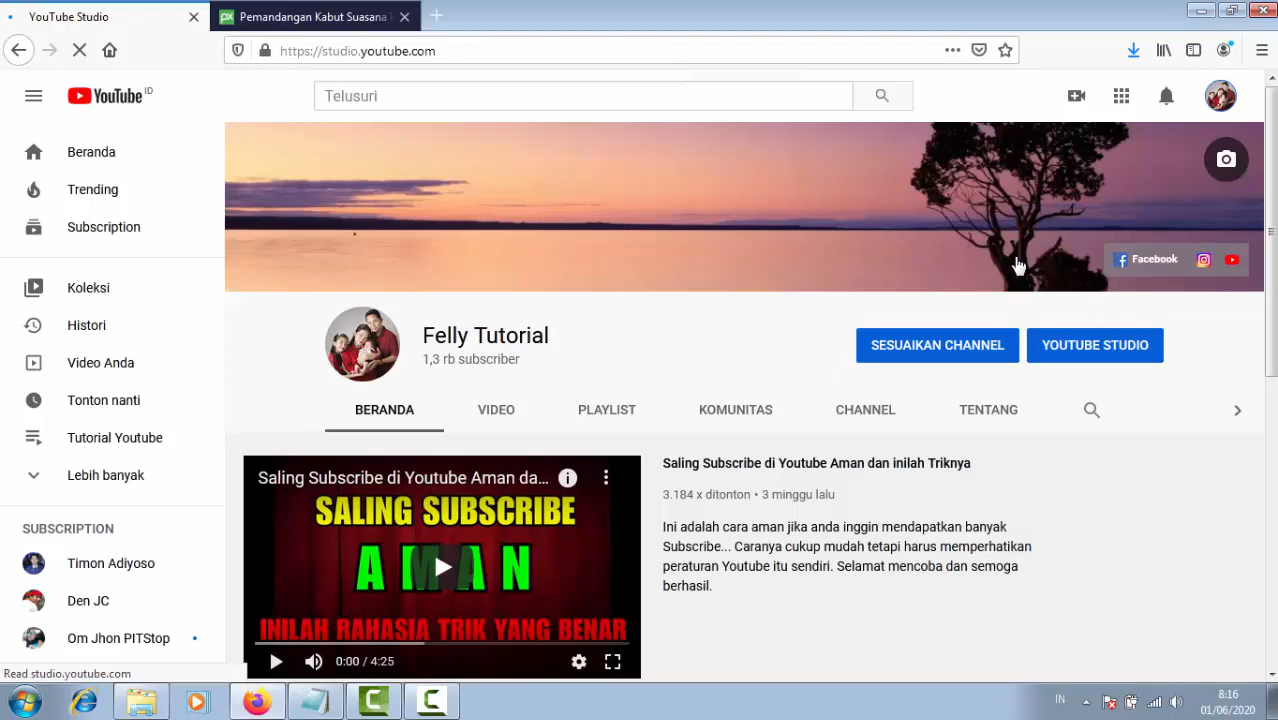 YouTube Studio
Pemandangan Kabut Suasana
https://studio.youtube.com
YouTube ID
Telusuri
Beranda
Trending
Subscription
Koleksi
Histori
Video Anda
Tonton nanti
Tutorial Youtube
Lebih banyak
SUBSCRIPTION
Timon Adiyoso
Den JC
Om Jhon PITStop
Read studio.youtube.com
Facebook
Felly Tutorial
1,3 rb subscriber
SESUAIKAN CHANNEL
YOUTUBE STUDIO
BERANDA
VIDEO
PLAYLIST
KOMUNITAS
CHANNEL
TENTANG
Saling Subscribe di Youtube Aman da...
SALING SUBSCRIBE
AMAN
INILAH RAHASIA TRIK YANG BENAR
0:00 / 4:25
Saling Subscribe di Youtube Aman dan inilah Triknya
3.184 x ditonton • 3 minggu lalu
Ini adalah cara aman jika anda inggin mendapatkan banyak
Subscribe... Caranya cukup mudah tetapi harus memperhatikan
peraturan Youtube itu sendiri. Selamat mencoba dan semoga
berhasil.
IN
8:16
01/06/2020